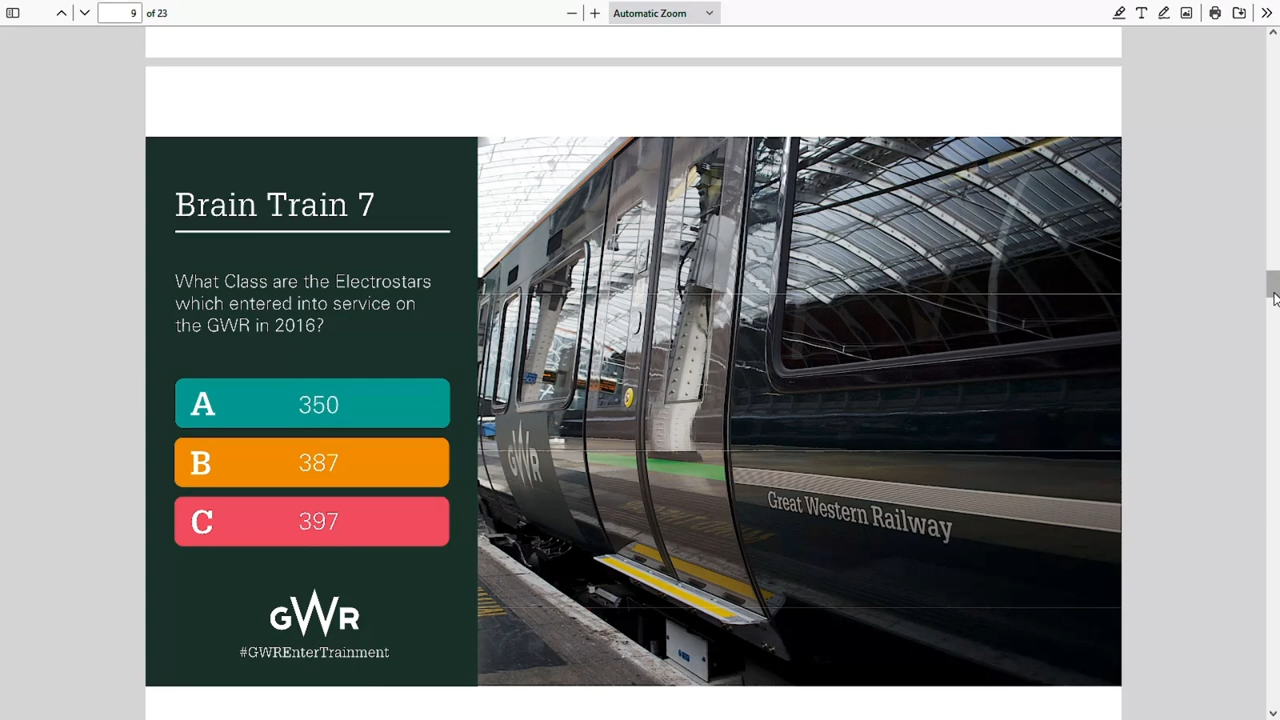 9 of 23
Automatic Zoom
Brain Train 7
What Class are the Electrostars
which entered into service on
the GWR in 2016?
A 350
B 387
C 397
GWR
#GWREnterTrainment
GWR
Great Western Railway